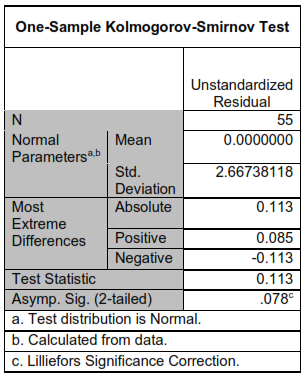 One-Sample Kolmogorov-Smirnov Test
Unstandardized
Residual
N 55
Normal Mean 0.0000000
Parametersa,b
Std. 2.66738118
Deviation
Most Absolute 0.113
Extreme
Differences Positive 0.085
Negative -0.113
Test Statistic 0.113
Asymp. Sig. (2-tailed) .078c
a. Test distribution is Normal.
b. Calculated from data.
c. Lilliefors Significance Correction.